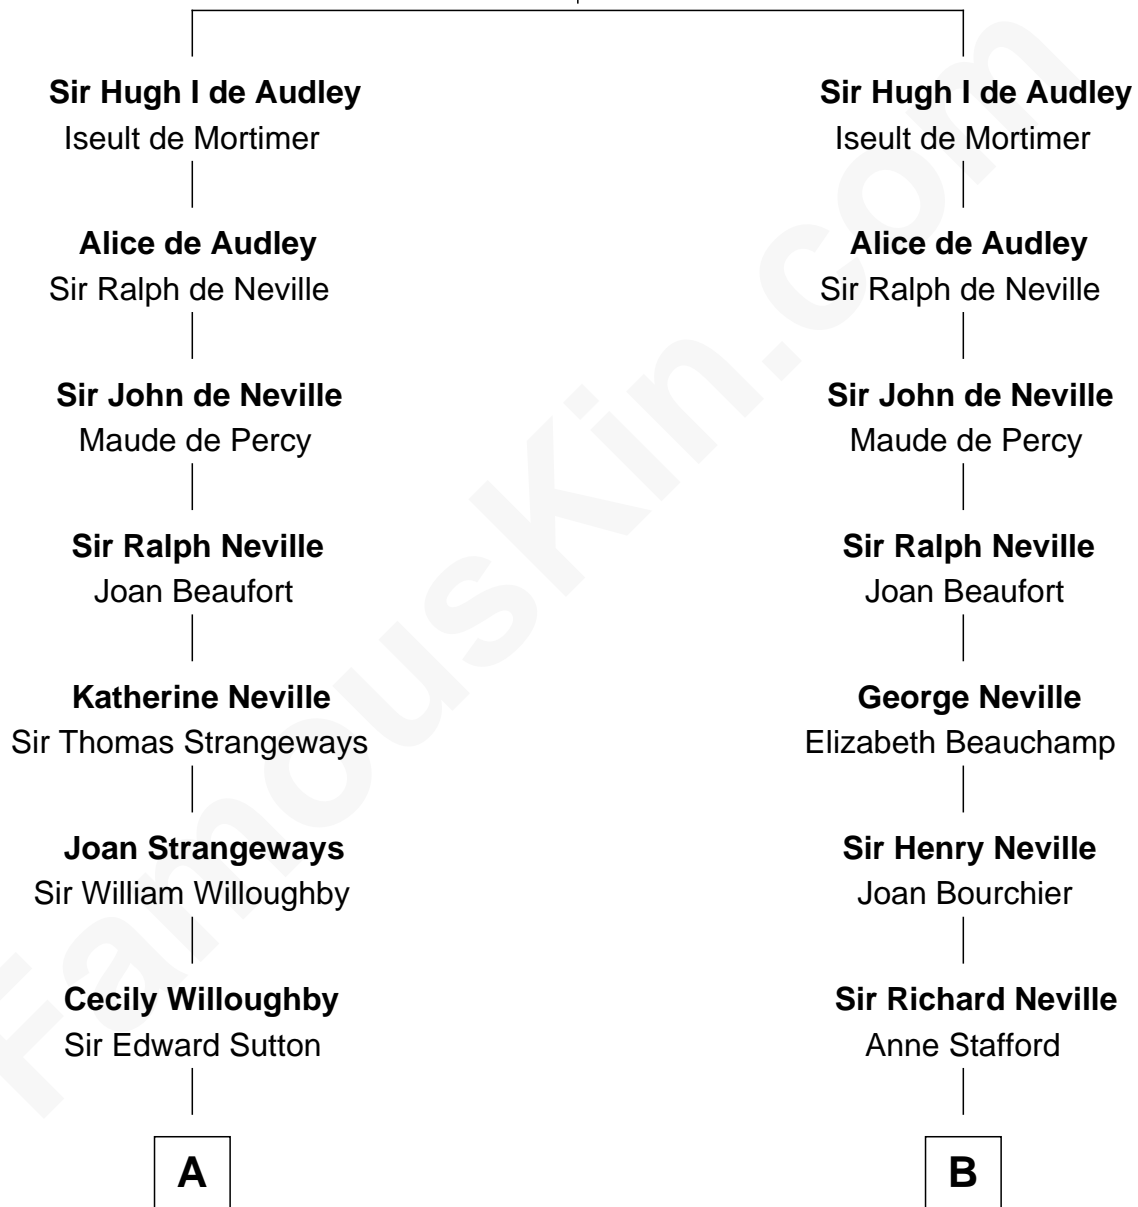 Sir Hugh I de Audley
Iseult de Mortimer
Alice de Audley
Sir Ralph de Neville
Sir John de Neville
Maude de Percy
Sir Ralph Neville
Joan Beaufort
Katherine Neville
Sir Thomas Strangeways
Joan Strangeways
Sir William Willoughby
Cecily Willoughby
Sir Edward Sutton
A
Sir Hugh I de Audley
Iseult de Mortimer
Alice de Audley
Sir Ralph de Neville
Sir John de Neville
Maude de Percy
Sir Ralph Neville
Joan Beaufort
George Neville
Elizabeth Beauchamp
Sir Henry Neville
Joan Bourchier
Sir Richard Neville
Anne Stafford
B
FamousKin.com